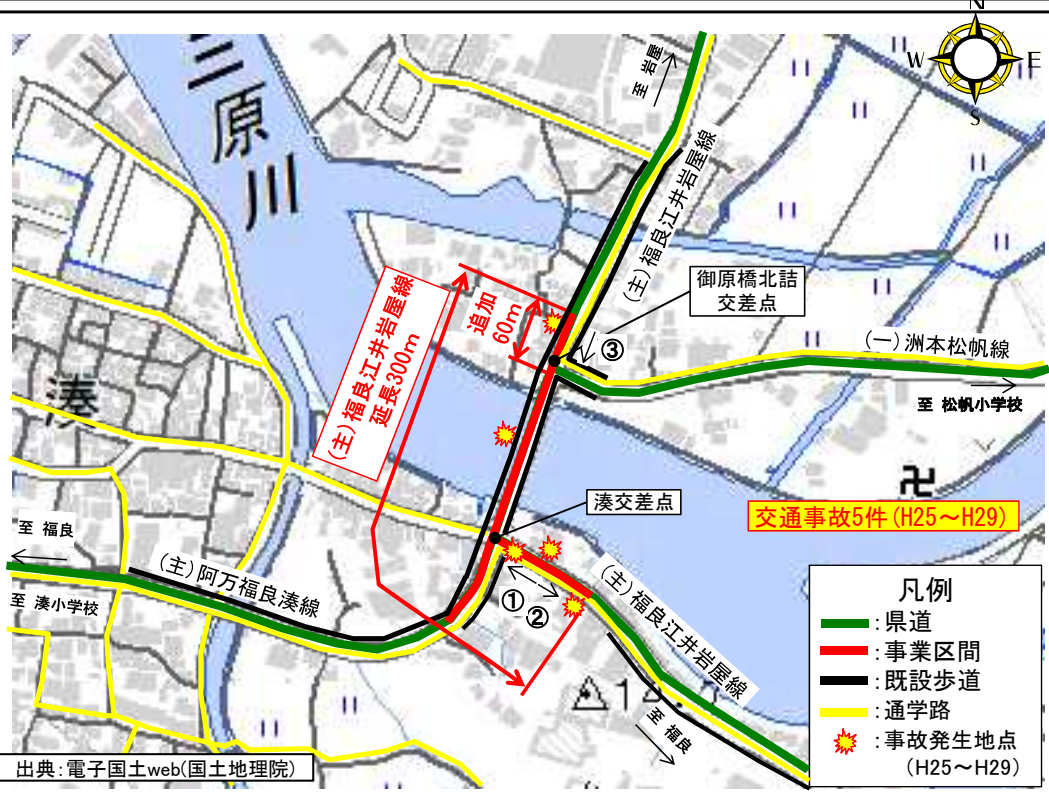 N
W
E
S
三原川
至 岩屋
(主)福良江井岩屋線
御原橋北詰
交差点
追加
60m
(主)福良江井岩屋線
延長300m
③
(一)洲本松帆線
至 松帆小学校
湊
湊交差点
交通事故5件(H25～H29)
至 福良
(主)阿万福良湊線
至 湊小学校
①
②
(主)福良江井岩屋線
至 福良
凡例
:県道
:事業区間
:既設歩道
:通学路
:事故発生地点
(H25～H29)
出典:電子国土web(国土地理院)